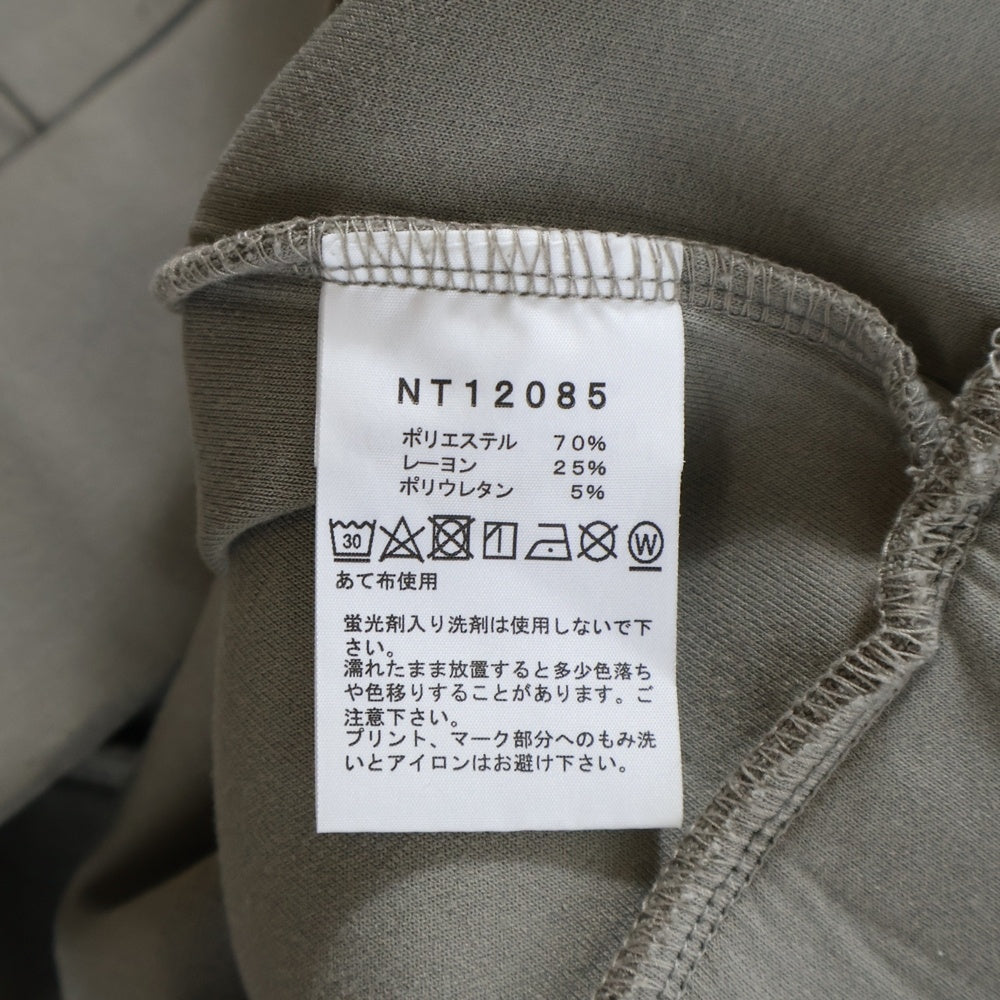 NT12085
ポリエステル 70%
レーヨン 25%
ポリウレタン 5%
30 W
あて布使用
蛍光剤入り洗剤は使用しないで下
さい。
濡れたまま放置すると多少色落ち
や色移りすることがあります。ご
注意下さい。
プリント、マーク部分へのもみ洗
いとアイロンはお避け下さい。